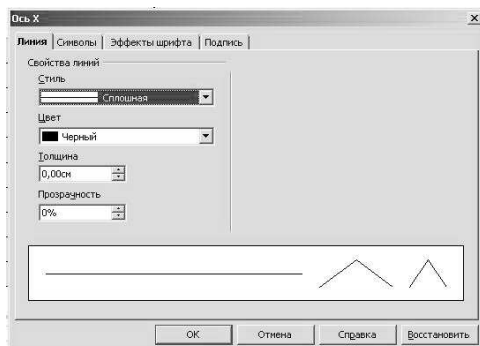 Ось X
Линия Символы Эффекты шрифта Подпись
Свойства линий
Стиль
Сплошная
Цвет
Черный
Толщина
0,00см
Прозрачность
0%
ОК Отмена Справка Восстановить